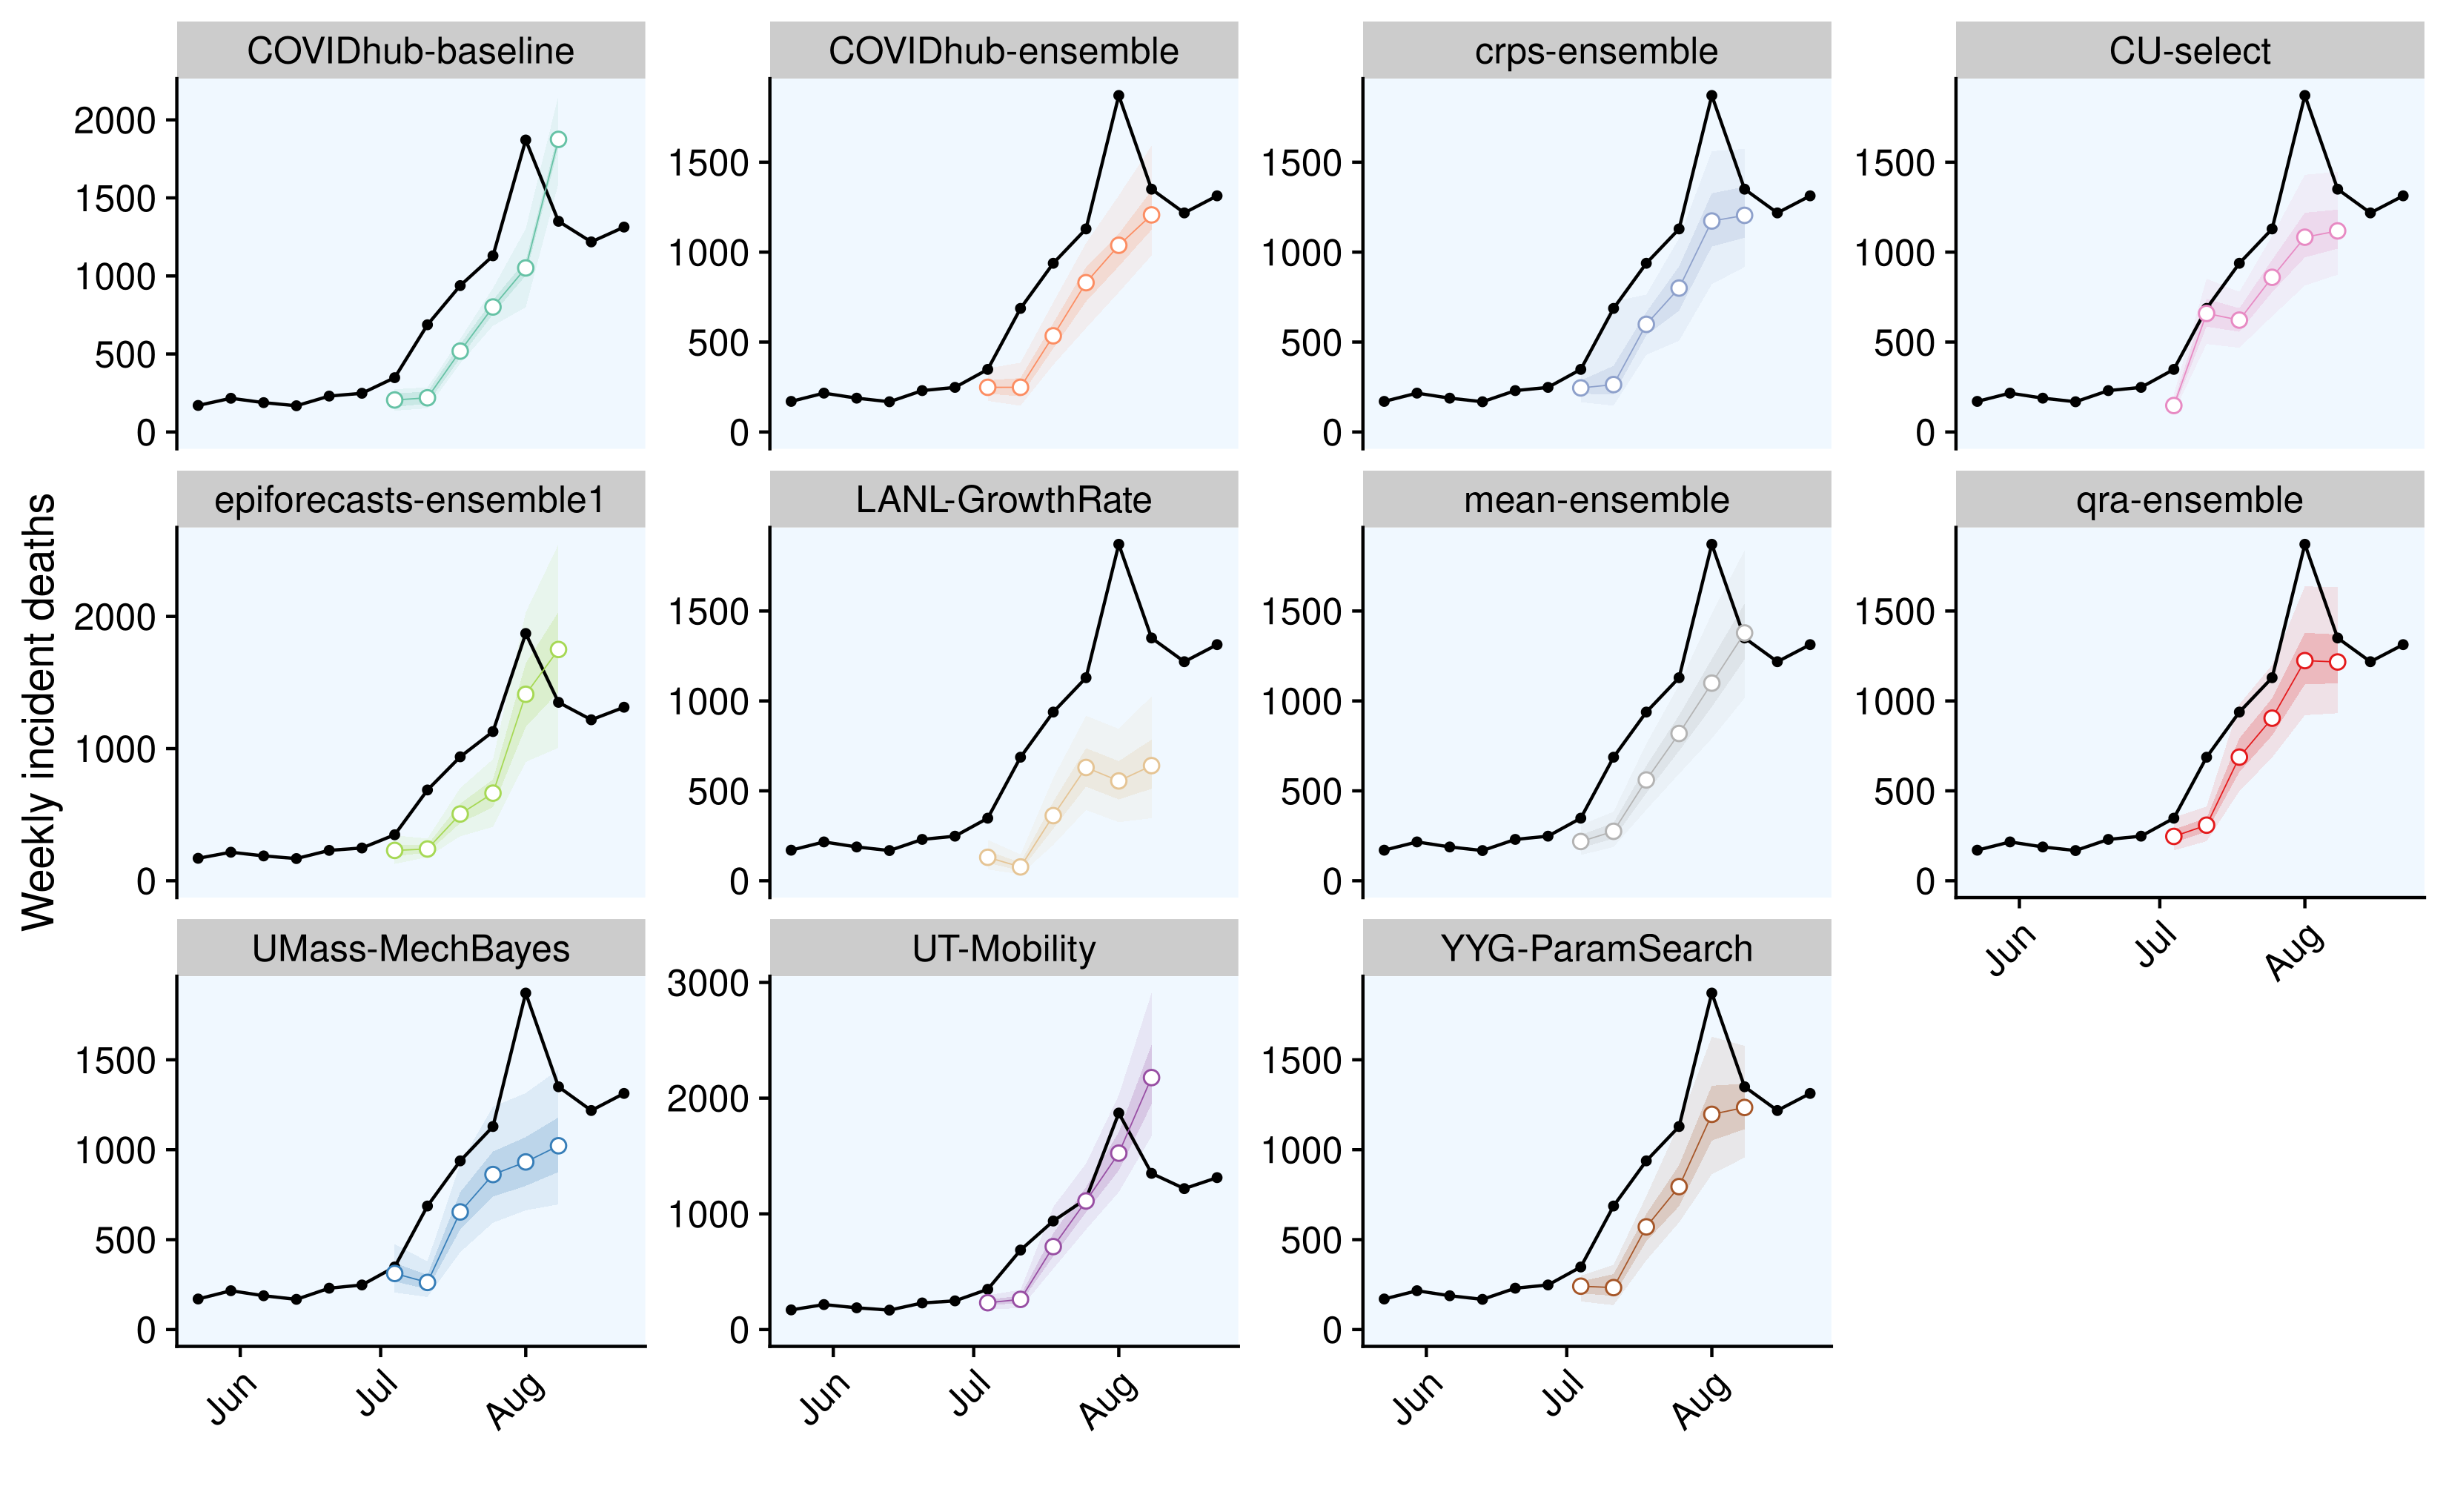 COVIDhub-baseline
COVIDhub-ensemble
crps-ensemble
CU-select
2000
1500
1000
500
0
1500
1000
500
0
1500
1000
500
0
1500
1000
500
0
Weekly incident deaths
epiforecasts-ensemble1
LANL-GrowthRate
mean-ensemble
qra-ensemble
2000
1000
0
1500
1000
500
0
1500
1000
500
0
1500
1000
500
0
Jun
Jul
Aug
UMass-MechBayes
UT-Mobility
YYG-ParamSearch
1500
1000
500
0
3000
2000
1000
0
1500
1000
500
0
Jun
Jul
Aug
Jun
Jul
Aug
Jun
Jul
Aug